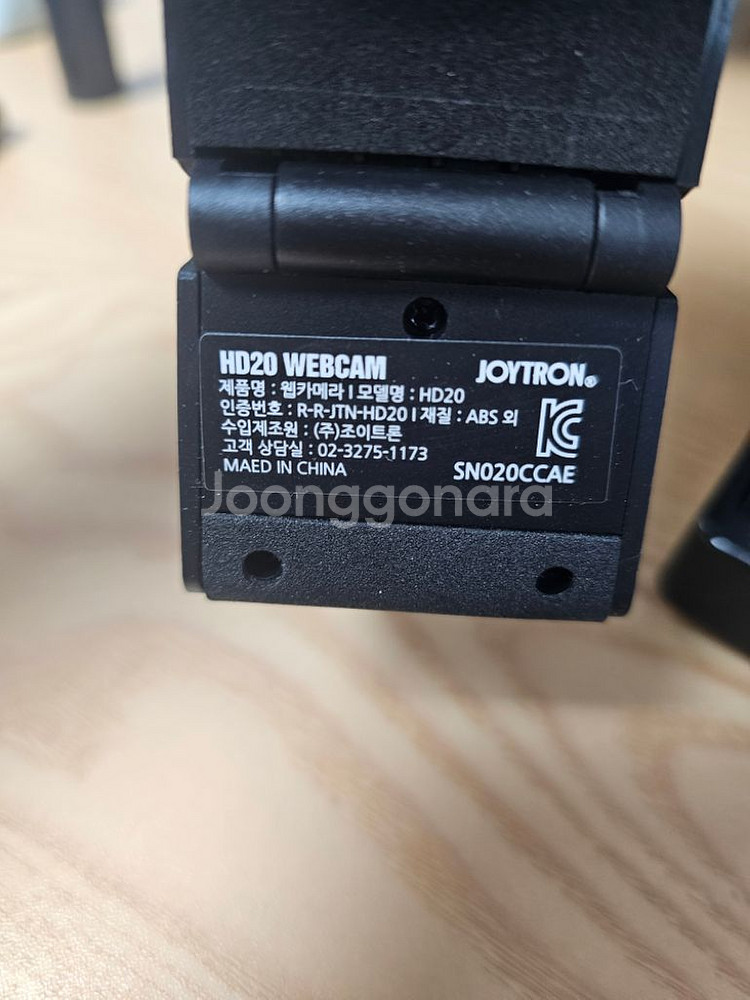 HD20 WEBCAM JOYTRON®
제품명 : 웹카메라 I 모델명 : HD20
인증번호 : R-R-JTN-HD20 I 재질 : ABS 외
수입제조원 : (주)조이트론
고객 상담실 : 02-3275-1173
MAED IN CHINA SN020CCAE
Joonggonara